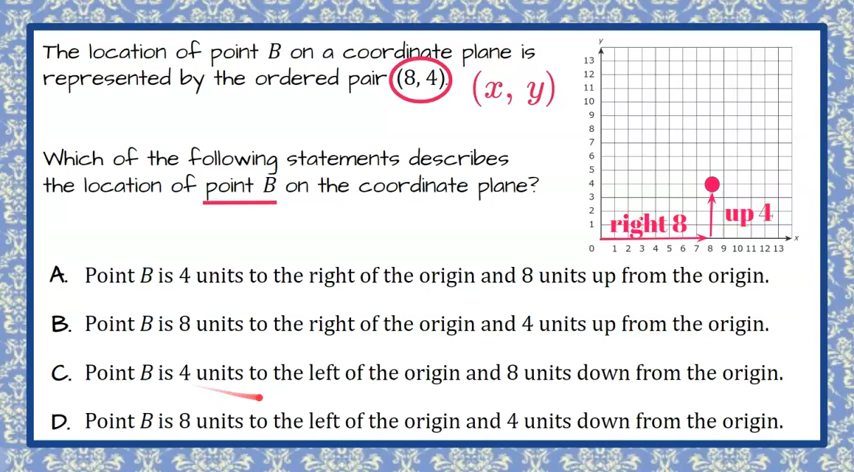 The location of point B on a coordinate plane is
represented by the ordered pair (8, 4). (x, y)
Which of the following statements describes
the location of point B on the coordinate plane?
y
13
12
11
10
9
8
7
6
5
4
3
2
1
right 8 up 4
0 1 2 3 4 5 6 7 8 9 10 11 12 13 x
A. Point B is 4 units to the right of the origin and 8 units up from the origin.
B. Point B is 8 units to the right of the origin and 4 units up from the origin.
C. Point B is 4 units to the left of the origin and 8 units down from the origin.
D. Point B is 8 units to the left of the origin and 4 units down from the origin.